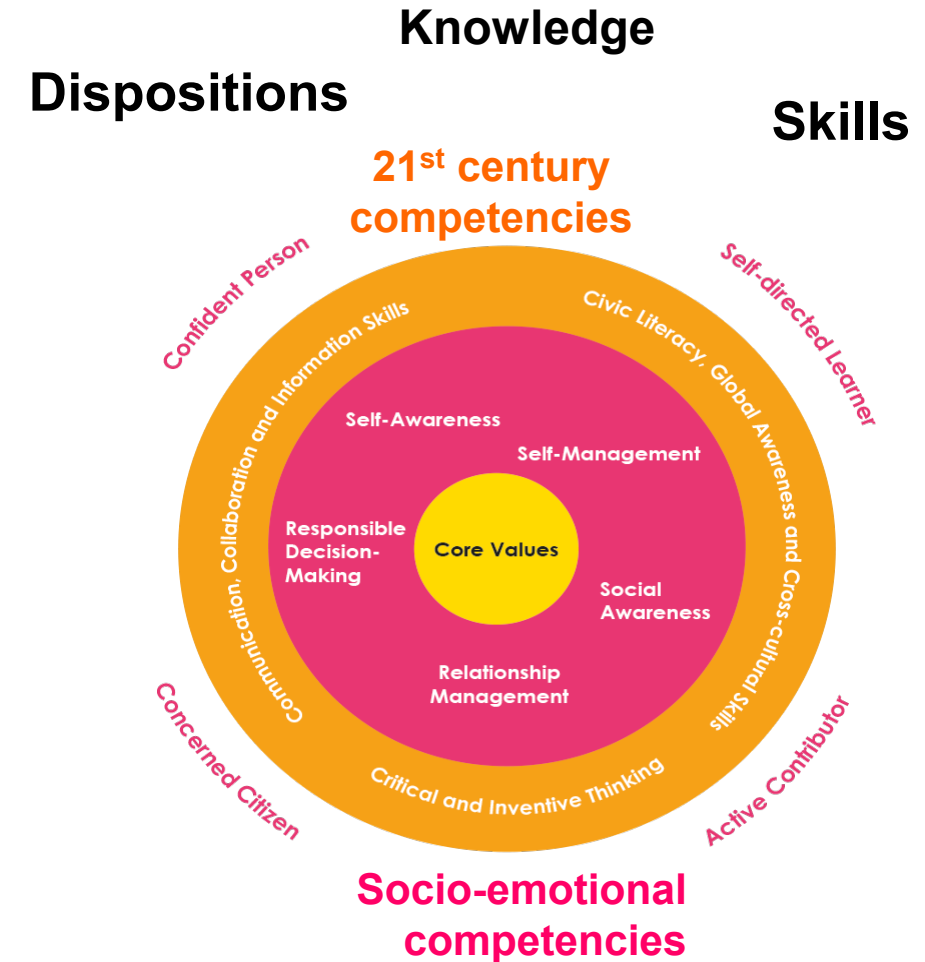 Knowledge
Dispositions
Skills
21st century
competencies
Confident Person
Self-directed Learner
Communication, Collaboration and Information Skills
Civic Literacy, Global Awareness and Cross-cultural Skills
Self-Awareness
Self-Management
Responsible
Decision-
Making
Core Values
Social
Awareness
Relationship
Management
Critical and Inventive Thinking
Concerned Citizen
Active Contributor
Socio-emotional
competencies